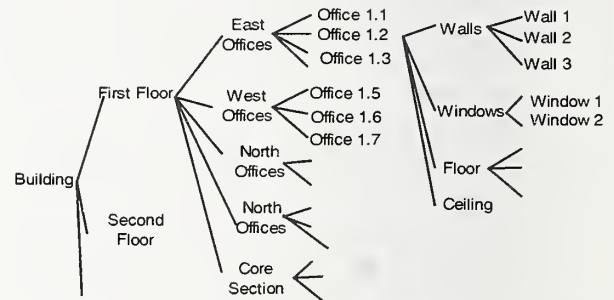 Building
First Floor
Second
Floor
East
Offices
West
Offices
North
Offices
North
Offices
Core
Section
Office 1.1
Office 1.2
Office 1.3
Office 1.5
Office 1.6
Office 1.7
Walls
Windows
Floor
Ceiling
Wall 1
Wall 2
Wall 3
Window 1
Window 2